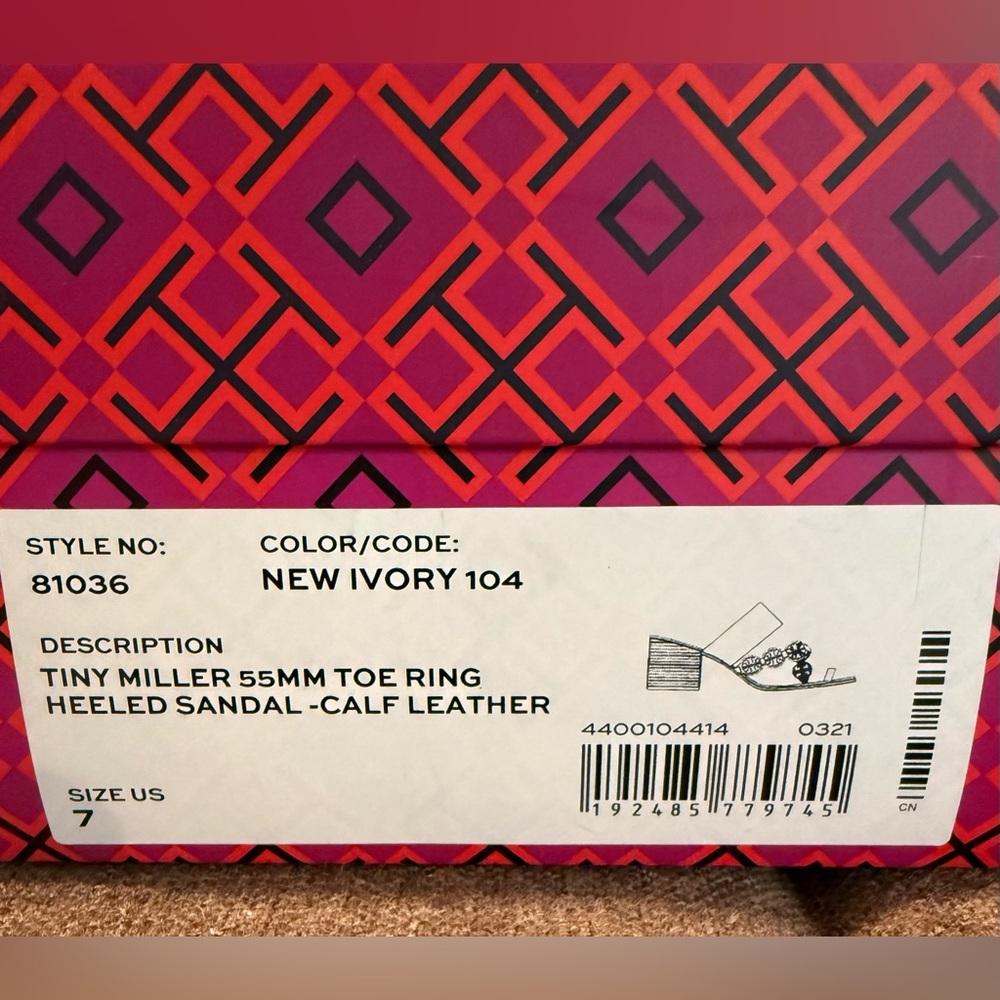 STYLE NO:
81036
COLOR/CODE:
NEW IVORY 104
DESCRIPTION
TINY MILLER 55MM TOE RING
HEELED SANDAL -CALF LEATHER
SIZE US
7
4400104414 0321
192485 779745
CN